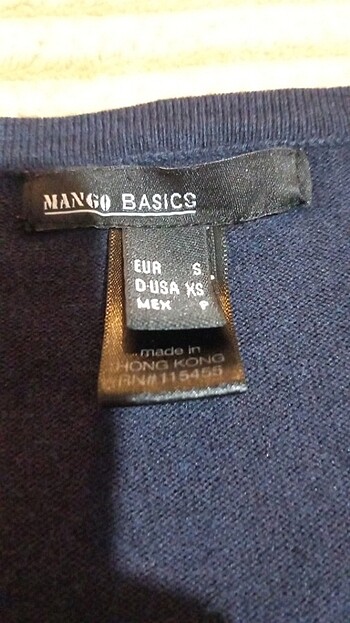 MANGO BASICS
EUR S
D-USA XS
MEX P
made in
HONG KONG
RN# 115455